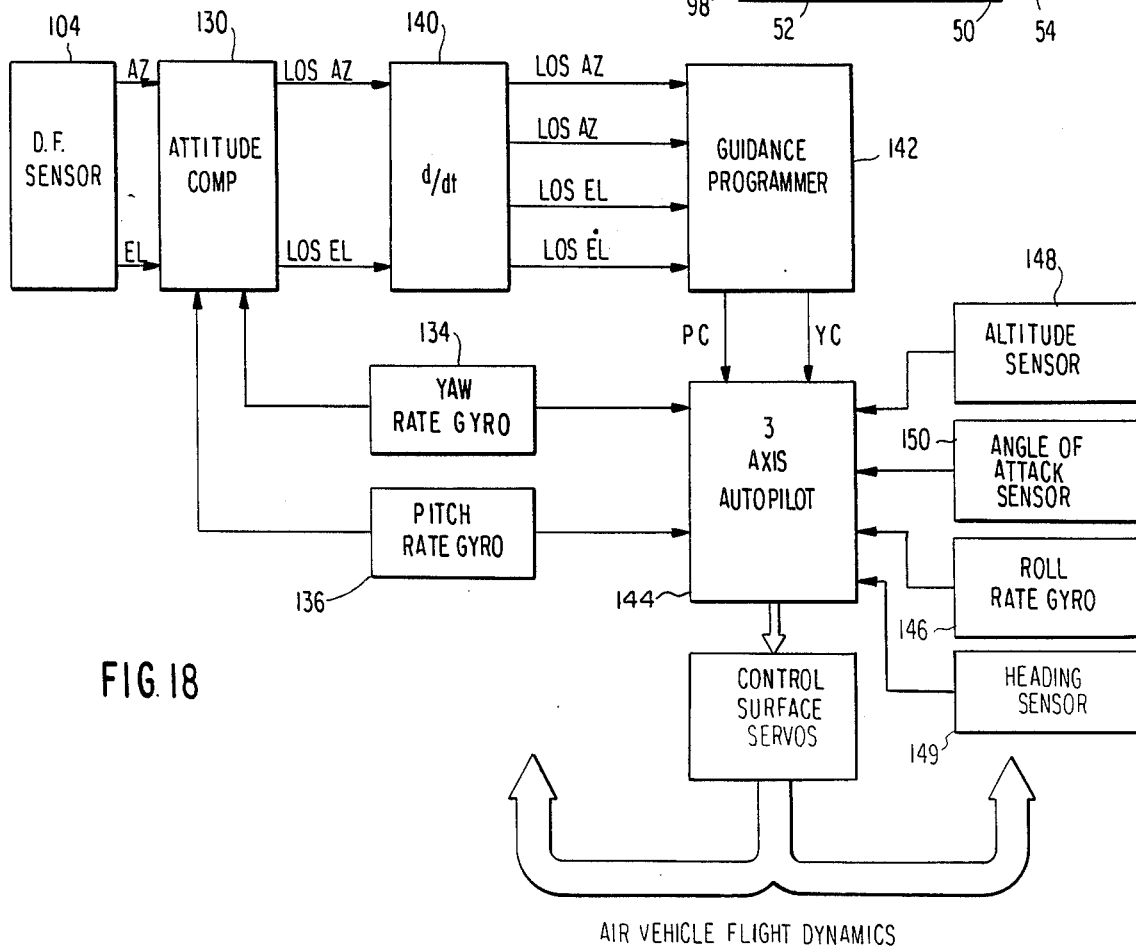 98
52
50
54
104
130
140
AZ
LOS AZ
LOS AZ
D.F.
SENSOR
ATTITUDE
COMP
d/dt
LOS AZ
GUIDANCE
PROGRAMMER
142
LOS EL
EL
LOS EL
LOS ĖL
148
PC
YC
ALTITUDE
SENSOR
134
YAW
RATE GYRO
3
AXIS
AUTOPILOT
150
ANGLE OF
ATTACK
SENSOR
PITCH
RATE GYRO
136
144
ROLL
RATE GYRO
146
FIG. 18
CONTROL
SURFACE
SERVOS
HEADING
SENSOR
149
AIR VEHICLE FLIGHT DYNAMICS